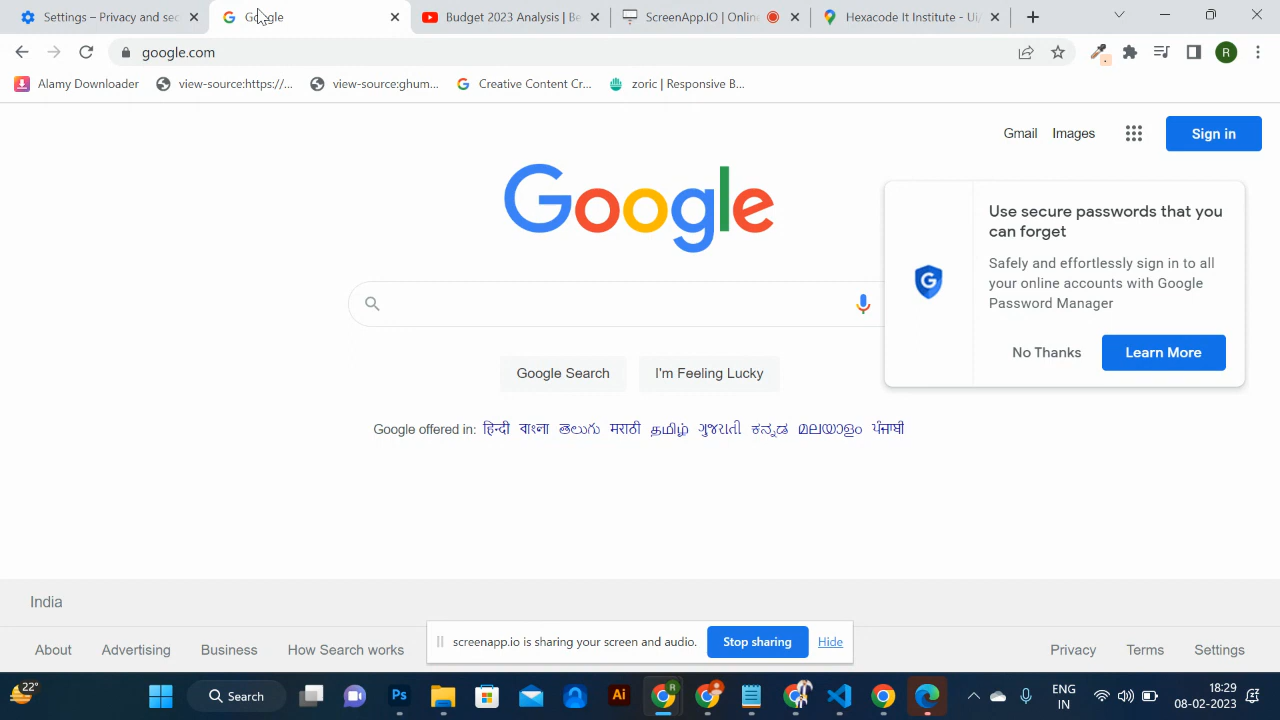 Settings – Privacy and sec
Google
Budget 2023 Analysis | Be
ScreenApp.IO | Online
Hexacode It Institute - Ui/
google.com
R
Alamy Downloader
view-source:https://...
view-source:ghum...
Creative Content Cr...
zoric | Responsive B...
Gmail
Images
Sign in
Google
Use secure passwords that you
can forget
Safely and effortlessly sign in to all
your online accounts with Google
Password Manager
No Thanks
Learn More
Google Search
I'm Feeling Lucky
Google offered in: हिन्दी বাংলা తెలుగు मराठी தமிழ் ગુજરાતી ಕನ್ನಡ മലയാളം ਪੰਜਾਬੀ
India
screenapp.io is sharing your screen and audio.
Stop sharing
Hide
About
Advertising
Business
How Search works
Privacy
Terms
Settings
22°
Search
Ps
Ai
R
ENG
IN
18:29
08-02-2023